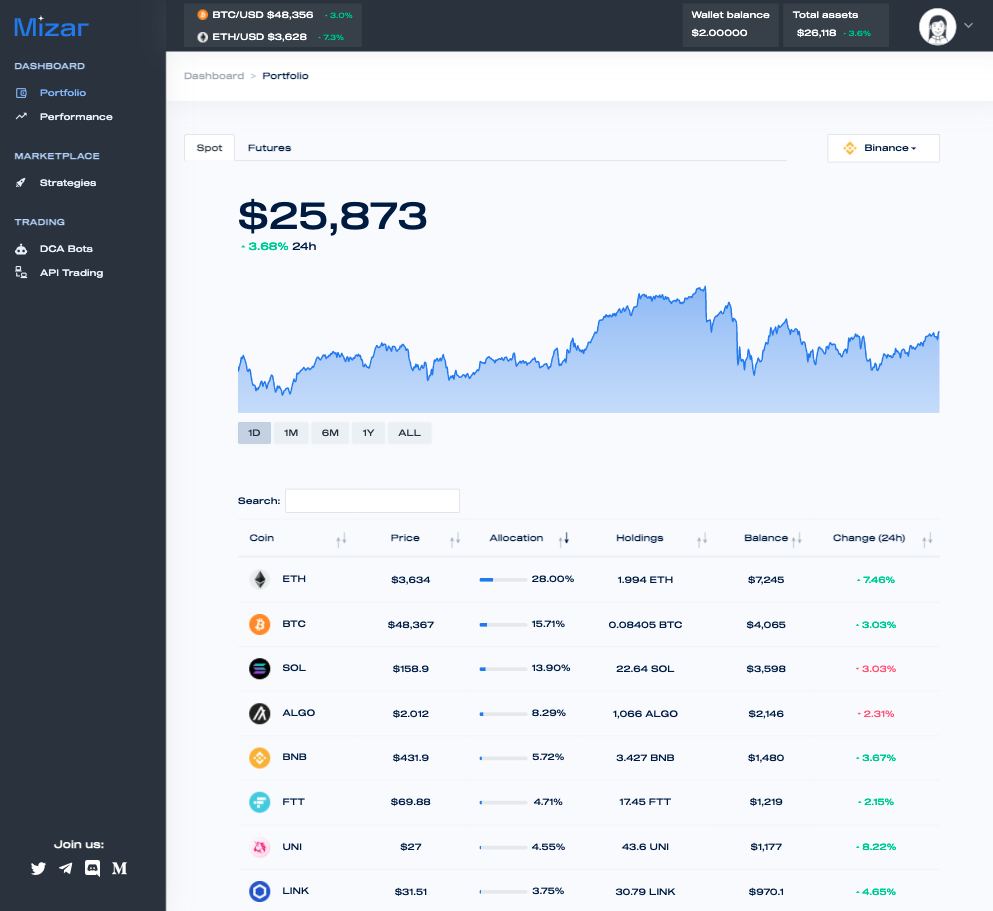 Mizar
BTC/USD $48,356 - 3.0%
ETH/USD $3,628 - 7.3%
Wallet balance
$2.00000
Total assets
$26,118 - 3.6%
DASHBOARD
Portfolio
Performance
MARKETPLACE
Strategies
TRADING
DCA Bots
API Trading
Join us:
Dashboard > Portfolio
Spot Futures
Binance
$25,873
- 3.68% 24h
1D 1M 6M 1Y ALL
Search:
Coin Price Allocation Holdings Balance Change (24h)
ETH $3,634 28.00% 1.994 ETH $7,245 - 7.46%
BTC $48,367 15.71% 0.08405 BTC $4,065 - 3.03%
SOL $158.9 13.90% 22.64 SOL $3,598 - 3.03%
ALGO $2.012 8.29% 1,066 ALGO $2,146 - 2.31%
BNB $431.9 5.72% 3.427 BNB $1,480 - 3.67%
FTT $69.88 4.71% 17.45 FTT $1,219 - 2.15%
UNI $27 4.55% 43.6 UNI $1,177 - 8.22%
LINK $31.51 3.75% 30.79 LINK $970.1 - 4.65%